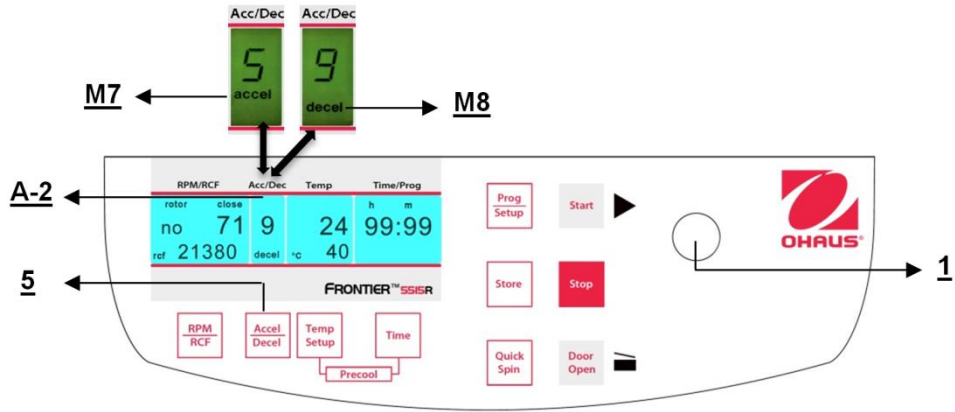 Acc/Dec Acc/Dec
5 9
accel decel
M7 M8
RPM/RCF Acc/Dec Temp Time/Prog
A-2
rotor close h m
no 71 9 24 99:99
rcf 21380 decel °C 40
5
FRONTIER™ 5515R
RPM
RCF
Accel
Decel
Temp
Setup
Time
Precool
Prog
Setup
Start
Store
Stop
Quick
Spin
Door
Open
OHAUS®
1